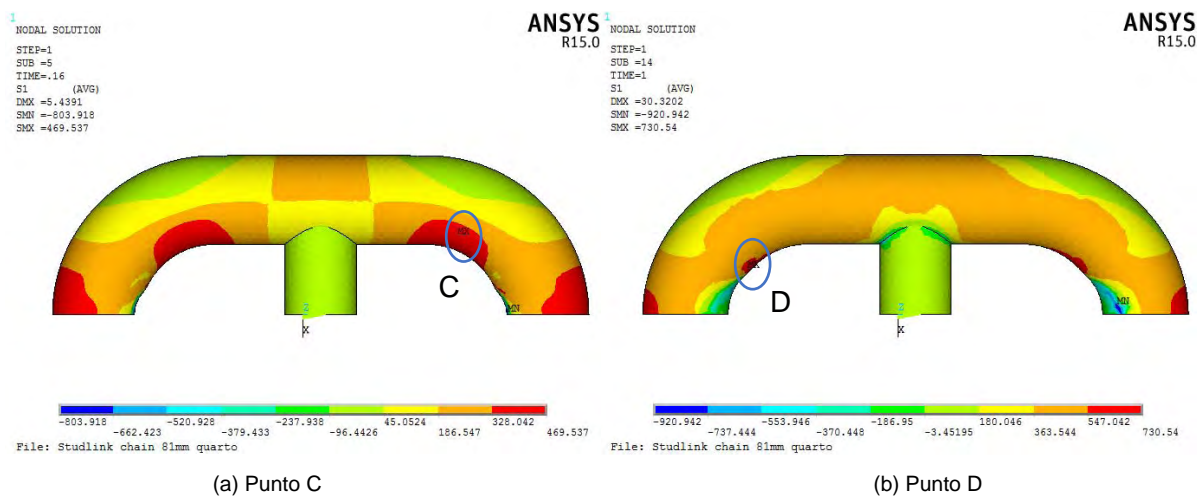 1
NODAL SOLUTION
STEP=1
SUB =5
TIME=.16
S1 (AVG)
DMX =5.4391
SMN =-803.918
SMX =469.537
ANSYS
R15.0
MX
C
MN
Z
X
-803.918 -520.928 -237.938 45.0524 328.042
-662.423 -379.433 -96.4426 186.547 469.537
File: Studlink chain 81mm quarto
(a) Punto C
1
NODAL SOLUTION
STEP=1
SUB =14
TIME=1
S1 (AVG)
DMX =30.3202
SMN =-920.942
SMX =730.54
ANSYS
R15.0
D
MN
Z
X
-920.942 -553.946 -186.95 180.046 547.042
-737.444 -370.448 -3.45195 363.544 730.54
File: Studlink chain 81mm quarto
(b) Punto D